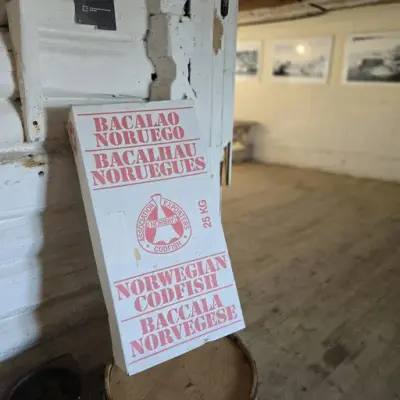 BACALAO
NORUEGO
BACALHAU
NORUEGUES
25 KG
NORWEGIAN
CODFISH
BACCALA
NORVEGESE